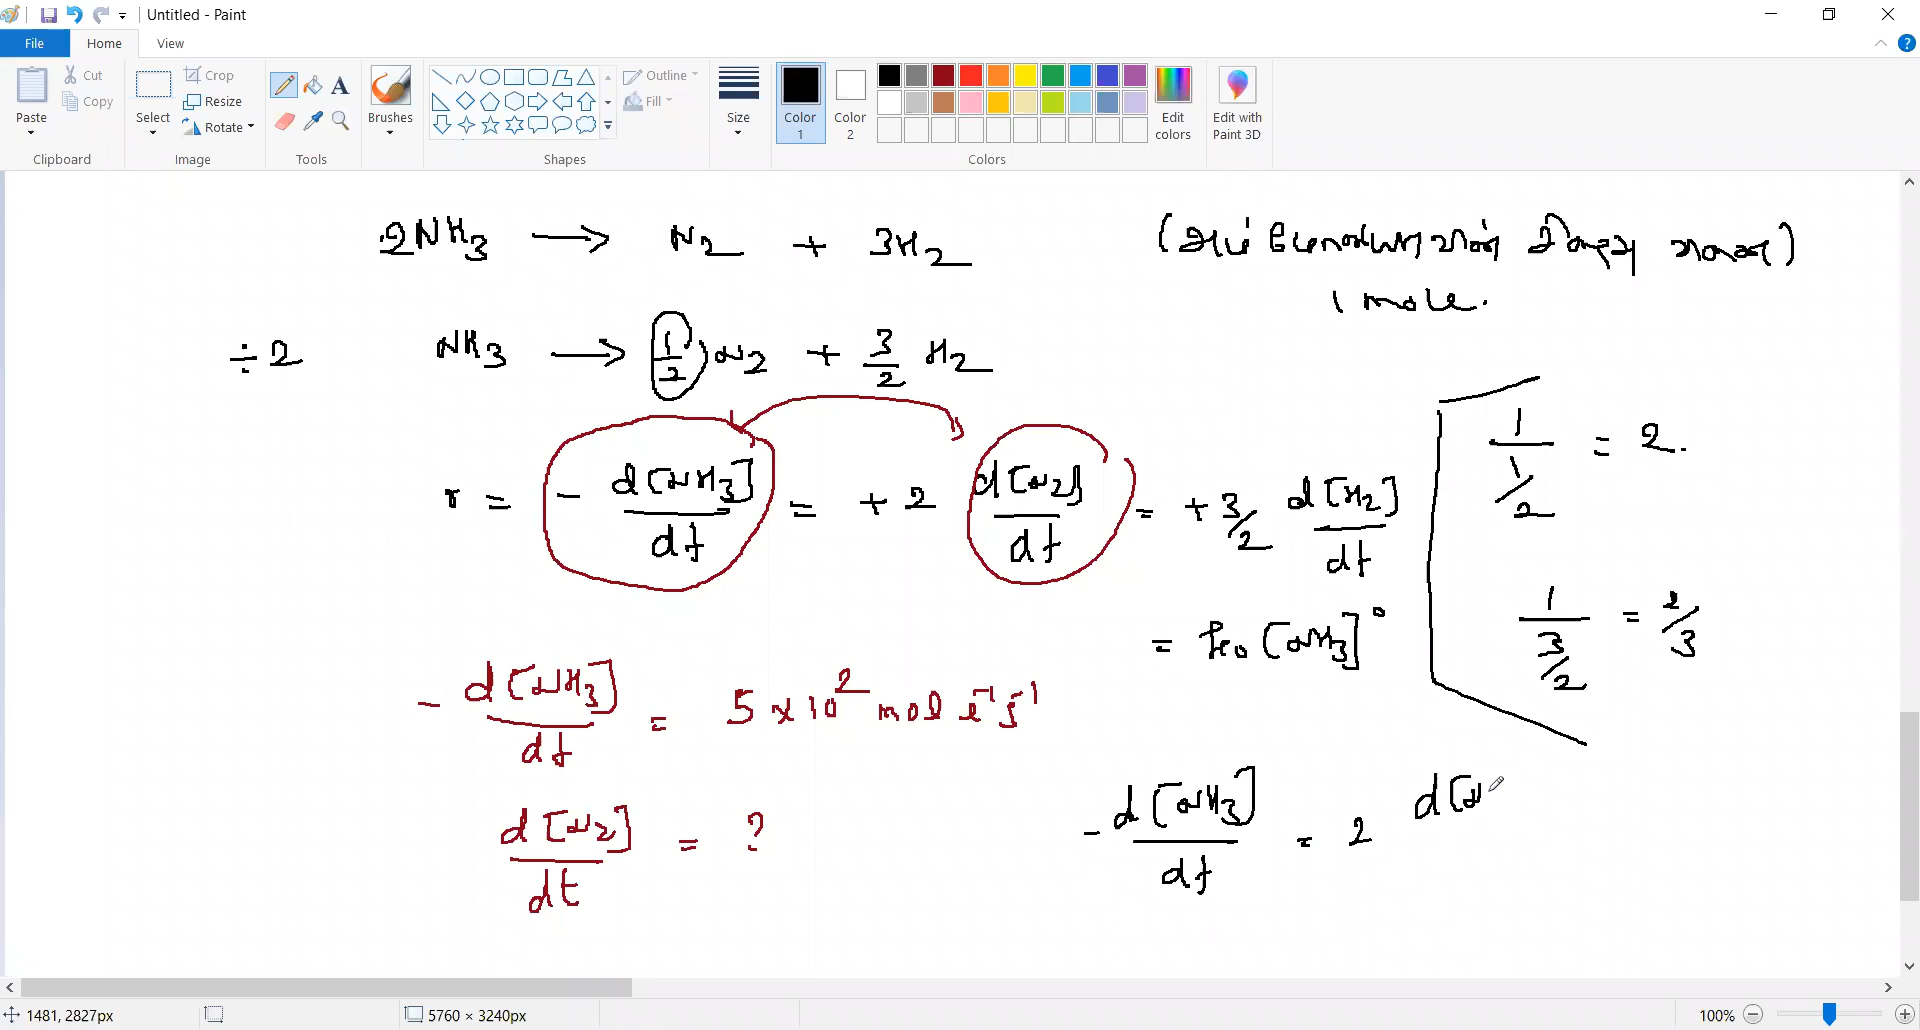 Untitled - Paint
File Home View
Cut
Copy
Paste
Clipboard
Crop
Resize
Rotate
Select
Image
Tools
Brushes
Outline
Fill
Shapes
Size
Color 1
Color 2
Edit colors
Edit with Paint 3D
Colors
2NH3 → N2 + 3H2
1 mole.
÷2 NH3 → 1/2 N2 + 3/2 H2
r = - d[NH3]/dt = +2 d[N2]/dt = +3/2 d[H2]/dt
1/(1/2) = 2.
= k0 [NH3]°
1/(3/2) = 2/3
- d[NH3]/dt = 5 x 10² mol l⁻¹ s⁻¹
d[N2]/dt = ?
- d[NH3]/dt = 2 d[N
1481, 2827px
5760 × 3240px
100%